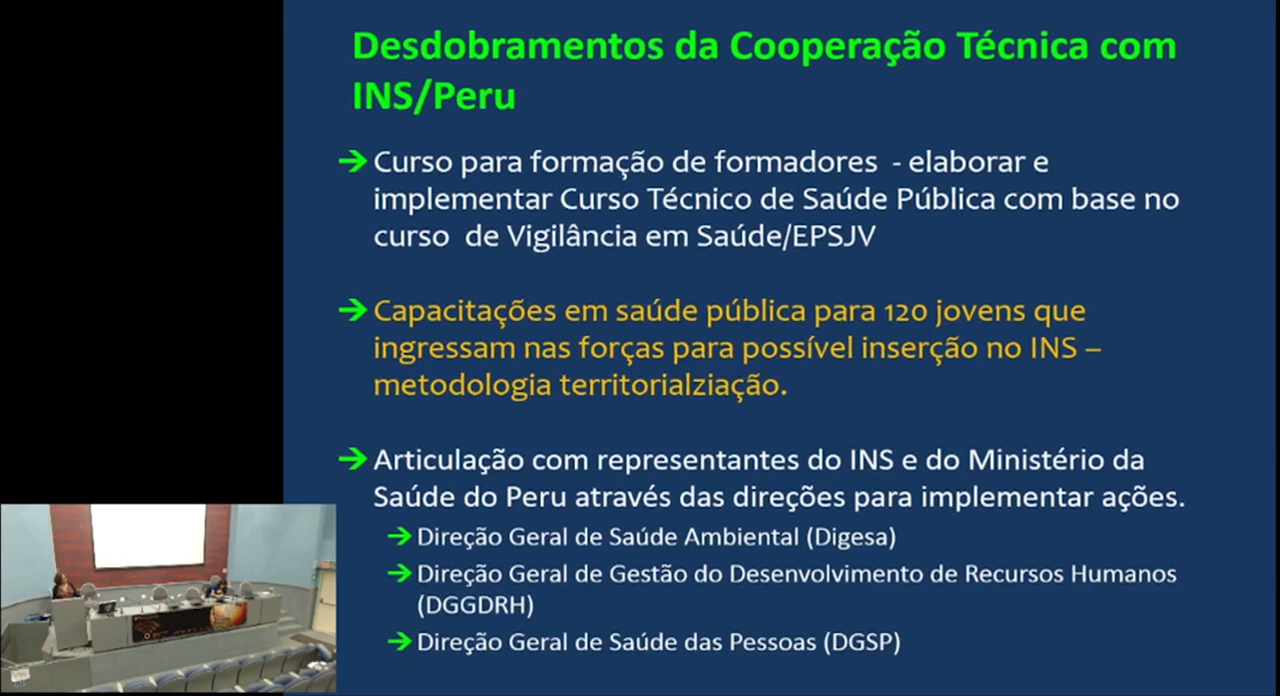 Desdobramentos da Cooperação Técnica com
INS/Peru
➔ Curso para formação de formadores - elaborar e
implementar Curso Técnico de Saúde Pública com base no
curso de Vigilância em Saúde/EPSJV
➔ Capacitações em saúde pública para 120 jovens que
ingressam nas forças para possível inserção no INS –
metodologia territorialziação.
➔ Articulação com representantes do INS e do Ministério da
Saúde do Peru através das direções para implementar ações.
➔ Direção Geral de Saúde Ambiental (Digesa)
➔ Direção Geral de Gestão do Desenvolvimento de Recursos Humanos
(DGGDRH)
➔ Direção Geral de Saúde das Pessoas (DGSP)